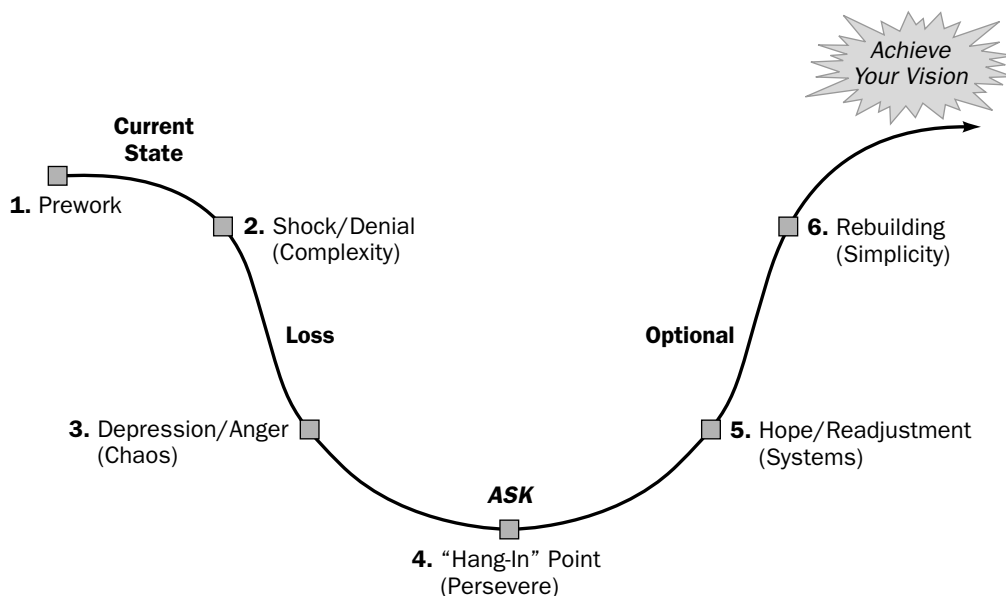 Achieve
Your Vision
Current
State
1. Prework
2. Shock/Denial
(Complexity)
6. Rebuilding
(Simplicity)
Loss
Optional
3. Depression/Anger
(Chaos)
5. Hope/Readjustment
(Systems)
ASK
4. “Hang-In” Point
(Persevere)